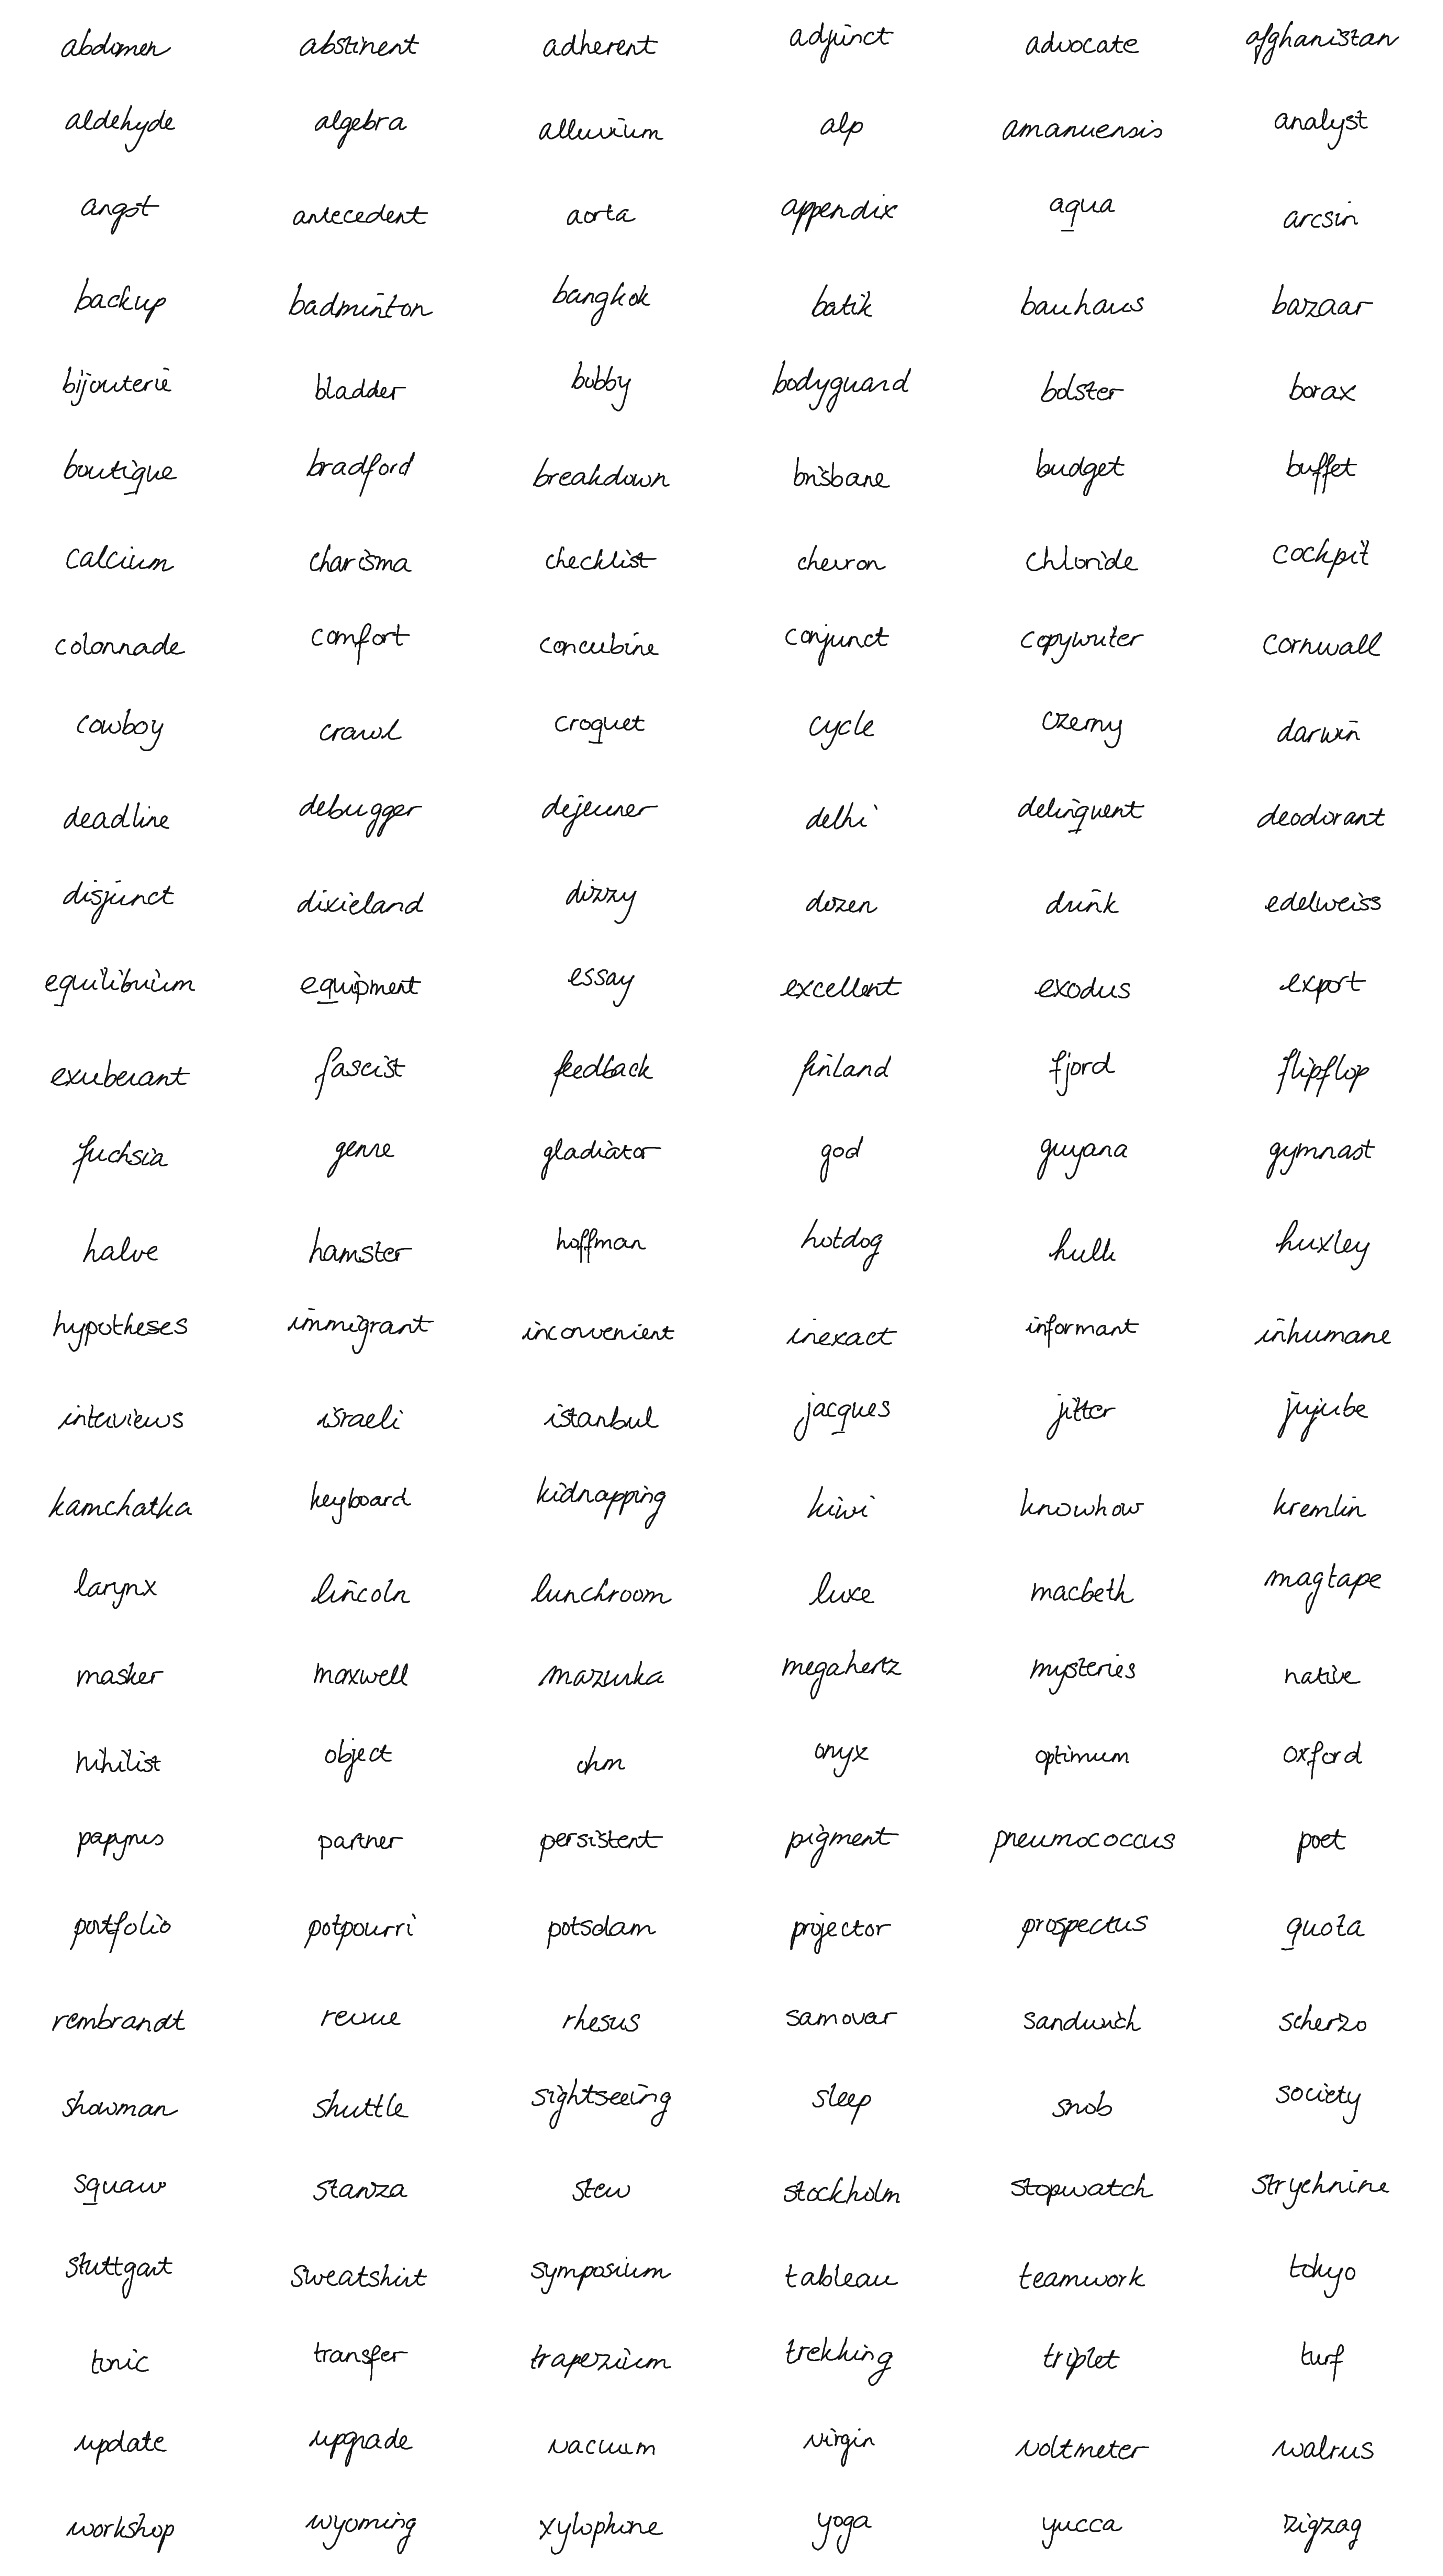 abdomen abstinent adherent adjunct advocate afghanistan
aldehyde algebra alluvium alp amanuensis analyst
angst antecedent aorta appendix aqua arcsin
backup badminton bangkok batik bauhaus bazaar
bijouterie bladder bobby bodyguard bolster borax
boutique bradford breakdown brisbane budget buffet
calcium charisma checklist chevron chloride cockpit
colonnade comfort concubine conjunct copywriter cornwall
cowboy crawl croquet cycle czerny darwin
deadline debugger dejeuner delhi delinquent deodorant
disjunct dixieland dizzy dozen drunk edelweiss
equilibrium equipment essay excellent exodus export
exuberant fascist feedback finland fjord flipflop
fuchsia genre gladiator god guyana gymnast
halve hamster hoffman hotdog hulk huxley
hypotheses immigrant inconvenient inexact informant inhumane
interviews israeli istanbul jacques jitter jujube
kamchatka keyboard kidnapping kiwi knowhow kremlin
larynx lincoln lunchroom luxe macbeth magtape
masker maxwell mazurka megahertz mysteries native
nihilist object ohm onyx optimum oxford
papyrus partner persistent pigment pneumococcus poet
portfolio potpourri potsdam projector prospectus quota
rembrandt revue rhesus samovar sandwich scherzo
showman shuttle sightseeing sleep snob society
squaw stanza stew stockholm stopwatch strychnine
stuttgart sweatshirt symposium tableau teamwork tokyo
tonic transfer trapezium trekking triplet turf
update upgrade vacuum virgin voltmeter walrus
workshop wyoming xylophone yoga yucca zigzag